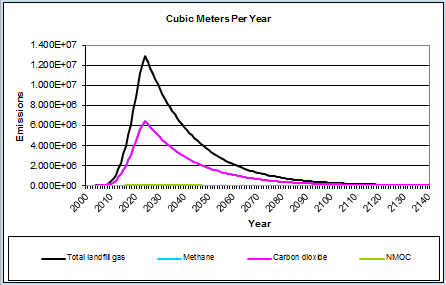 Cubic Meters Per Year
1.400E+07
1.200E+07
1.000E+07
8.000E+06
6.000E+06
4.000E+06
2.000E+06
0.000E+00
Emissions
2000 2010 2020 2030 2040 2050 2060 2070 2080 2090 2100 2110 2120 2130 2140
Year
Total landfill gas Methane Carbon dioxide NMOC